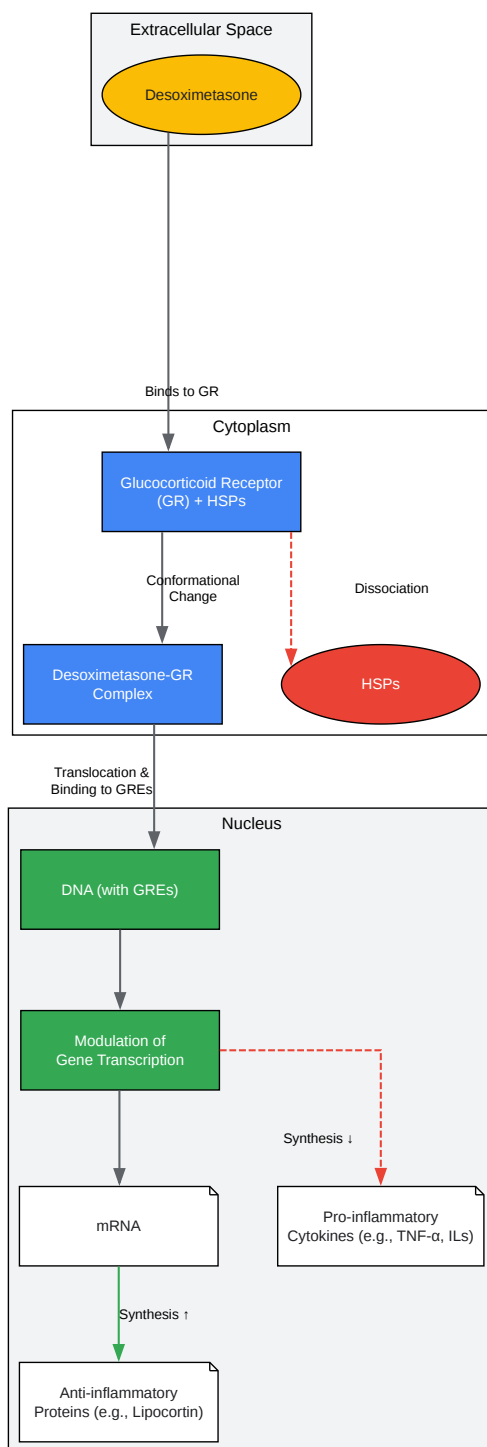 Extracellular Space
Desoximetasone
Binds to GR
Cytoplasm
Glucocorticoid Receptor
(GR) + HSPs
Conformational
Change
Dissociation
Desoximetasone-GR
Complex
HSPs
Translocation &
Binding to GREs
Nucleus
DNA (with GREs)
Modulation of
Gene Transcription
Synthesis ↓
mRNA
Pro-inflammatory
Cytokines (e.g., TNF-α, ILs)
Synthesis ↑
Anti-inflammatory
Proteins (e.g., Lipocortin)